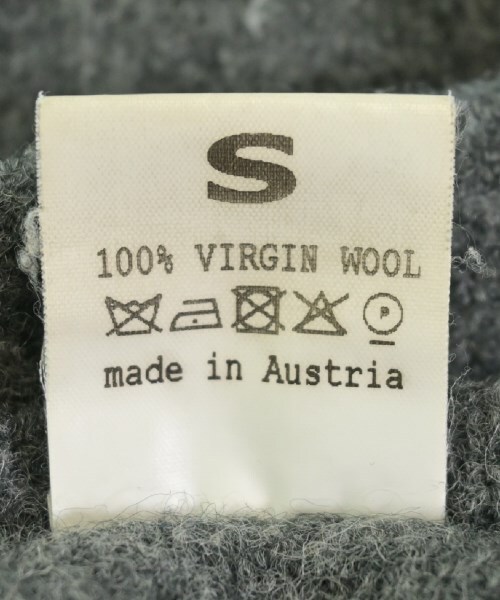 S
100% VIRGIN WOOL
P
made in Austria